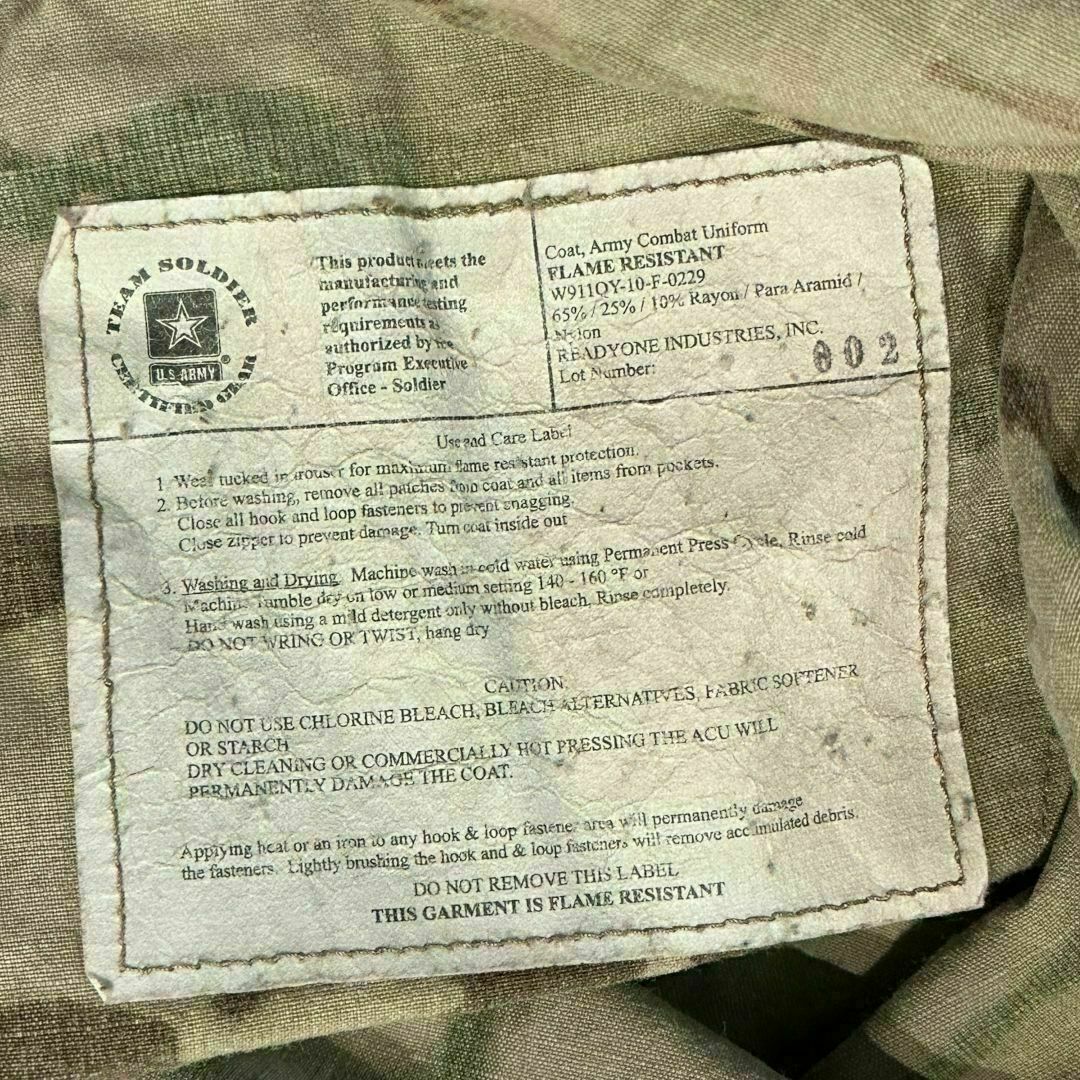 TEAM SOLDIER
CERTIFIED GEAR
U.S. ARMY
®
This product meets the
manufacturing and
performance testing
requirements as
authorized by the
Program Executive
Office - Soldier
Coat, Army Combat Uniform
FLAME RESISTANT
W911QY-10-F-0229
65% / 25% / 10% Rayon / Para Aramid /
Nylon
READYONE INDUSTRIES, INC.
Lot Number: 002
Use and Care Label
1. Wear tucked in trouser for maximum flame resistant protection.
2. Before washing, remove all patches from coat and all items from pockets.
Close all hook and loop fasteners to prevent snagging.
Close zipper to prevent damage. Turn coat inside out
3. Washing and Drying: Machine wash in cold water using Permanent Press Cycle, Rinse cold
Machine Tumble dry on low or medium setting 140 - 160 °F or
Hand wash using a mild detergent only without bleach. Rinse completely.
DO NOT WRING OR TWIST, hang dry
CAUTION:
DO NOT USE CHLORINE BLEACH, BLEACH ALTERNATIVES, FABRIC SOFTENER
OR STARCH
DRY CLEANING OR COMMERCIALLY HOT PRESSING THE ACU WILL
PERMANENTLY DAMAGE THE COAT.
Applying heat or an iron to any hook & loop fastener area will permanently damage
the fasteners. Lightly brushing the hook and & loop fasteners will remove accumulated debris.
DO NOT REMOVE THIS LABEL
THIS GARMENT IS FLAME RESISTANT